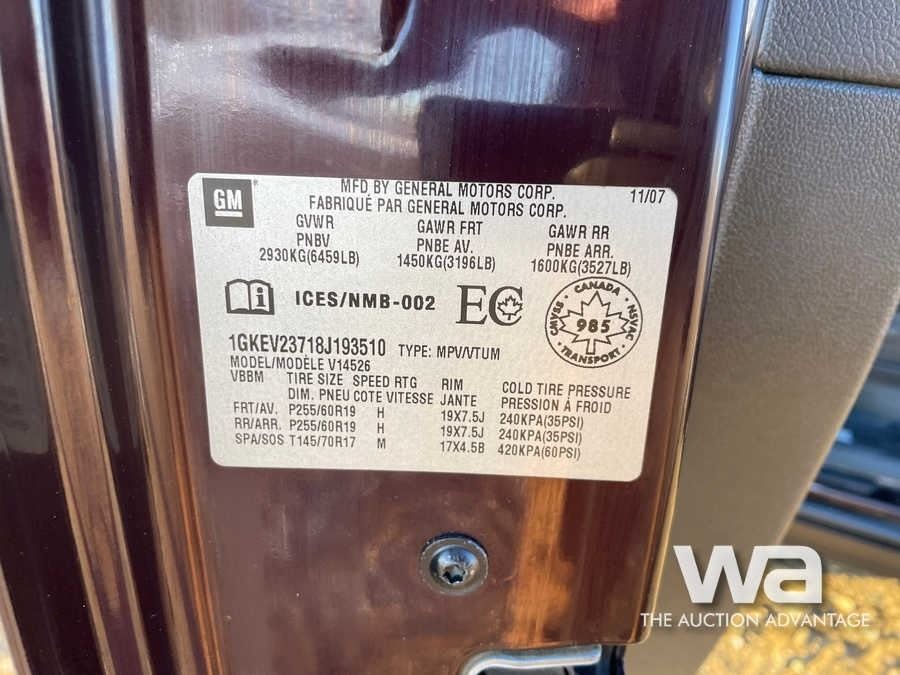 GM
MFD BY GENERAL MOTORS CORP. 11/07
FABRIQUÉ PAR GENERAL MOTORS CORP.
GVWR GAWR FRT GAWR RR
PNBV PNBE AV. PNBE ARR.
2930KG(6459LB) 1450KG(3196LB) 1600KG(3527LB)
i ICES/NMB-002 EC
CANADA
CMVSS 985 NSVAC
TRANSPORT
1GKEV23718J193510 TYPE: MPV/VTUM
MODEL/MODÈLE V14526
VBBM TIRE SIZE SPEED RTG RIM COLD TIRE PRESSURE
DIM. PNEU COTE VITESSE JANTE PRESSION À FROID
FRT/AV. P255/60R19 H 19X7.5J 240KPA(35PSI)
RR/ARR. P255/60R19 H 19X7.5J 240KPA(35PSI)
SPA/SOS T145/70R17 M 17X4.5B 420KPA(60PSI)
wa
THE AUCTION ADVANTAGE